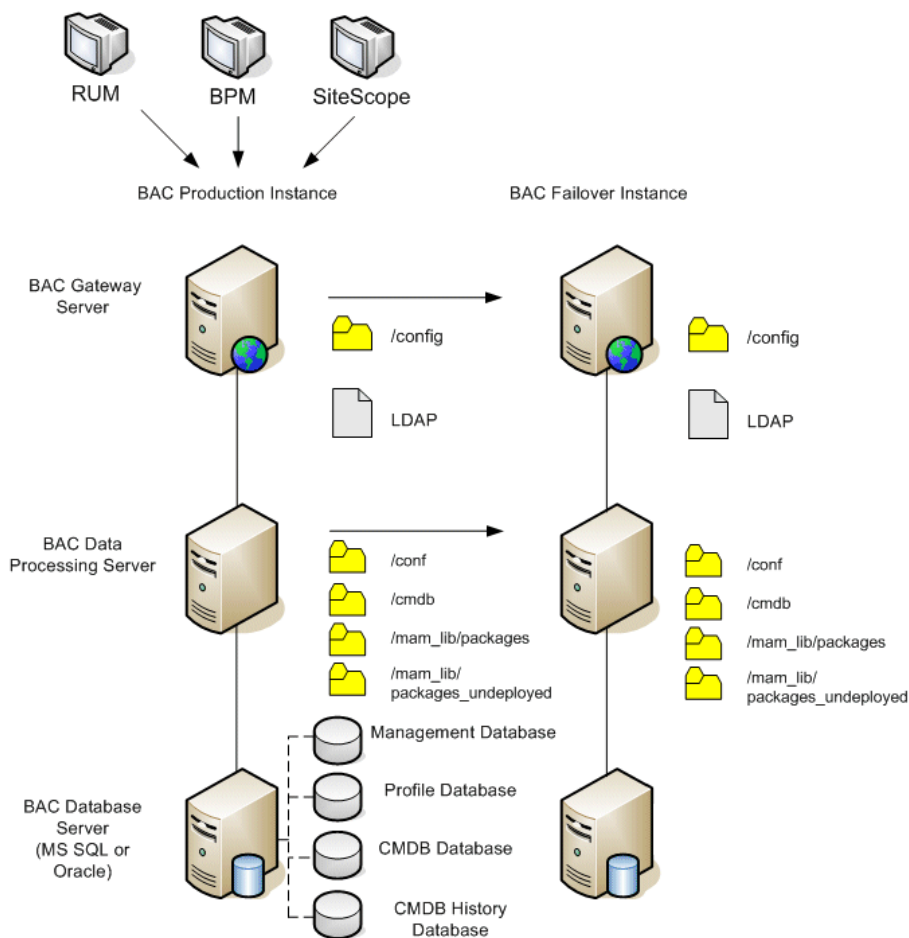 RUM
BPM
SiteScope
BAC Production Instance
BAC Failover Instance
BAC Gateway
Server
/config
LDAP
/config
LDAP
BAC Data
Processing Server
/conf
/cmdb
/mam_lib/packages
/mam_lib/
packages_undeployed
/conf
/cmdb
/mam_lib/packages
/mam_lib/
packages_undeployed
BAC Database
Server
(MS SQL or
Oracle)
Management Database
Profile Database
CMDB Database
CMDB History
Database